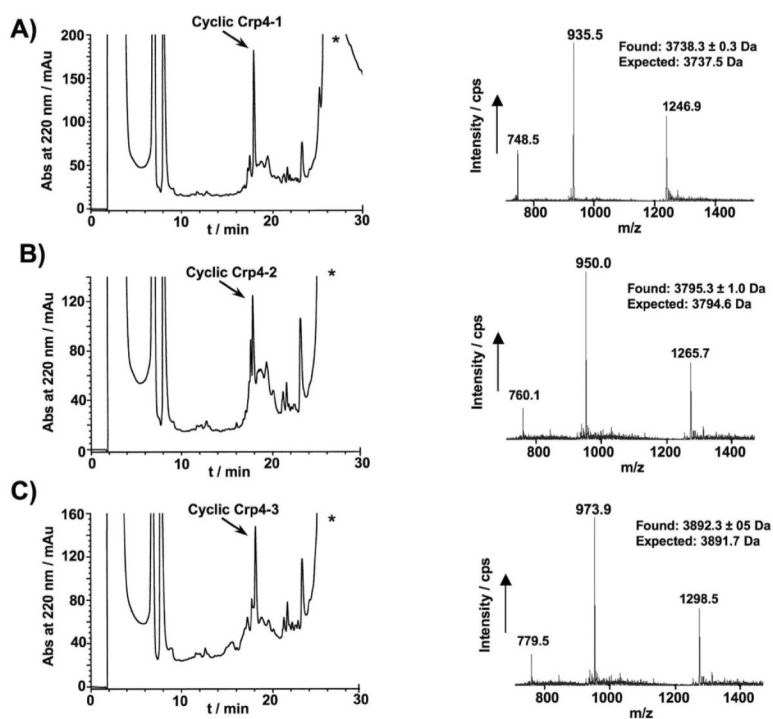 A)
Cyclic Crp4-1
*
Abs at 220 nm / mAu
200
150
100
50
0
0 10 20 30
t / min
935.5
Found: 3738.3 ± 0.3 Da
Expected: 3737.5 Da
1246.9
748.5
Intensity / cps
800 1000 1200 1400
m/z
B)
Cyclic Crp4-2
*
Abs at 220 nm / mAu
120
80
40
0
0 10 20 30
t / min
950.0
Found: 3795.3 ± 1.0 Da
Expected: 3794.6 Da
1265.7
760.1
Intensity / cps
800 1000 1200 1400
m/z
C)
Cyclic Crp4-3
*
Abs at 220 nm / mAu
160
120
80
40
0
0 10 20 30
t / min
973.9
Found: 3892.3 ± 05 Da
Expected: 3891.7 Da
1298.5
779.5
Intensity / cps
800 1000 1200 1400
m/z